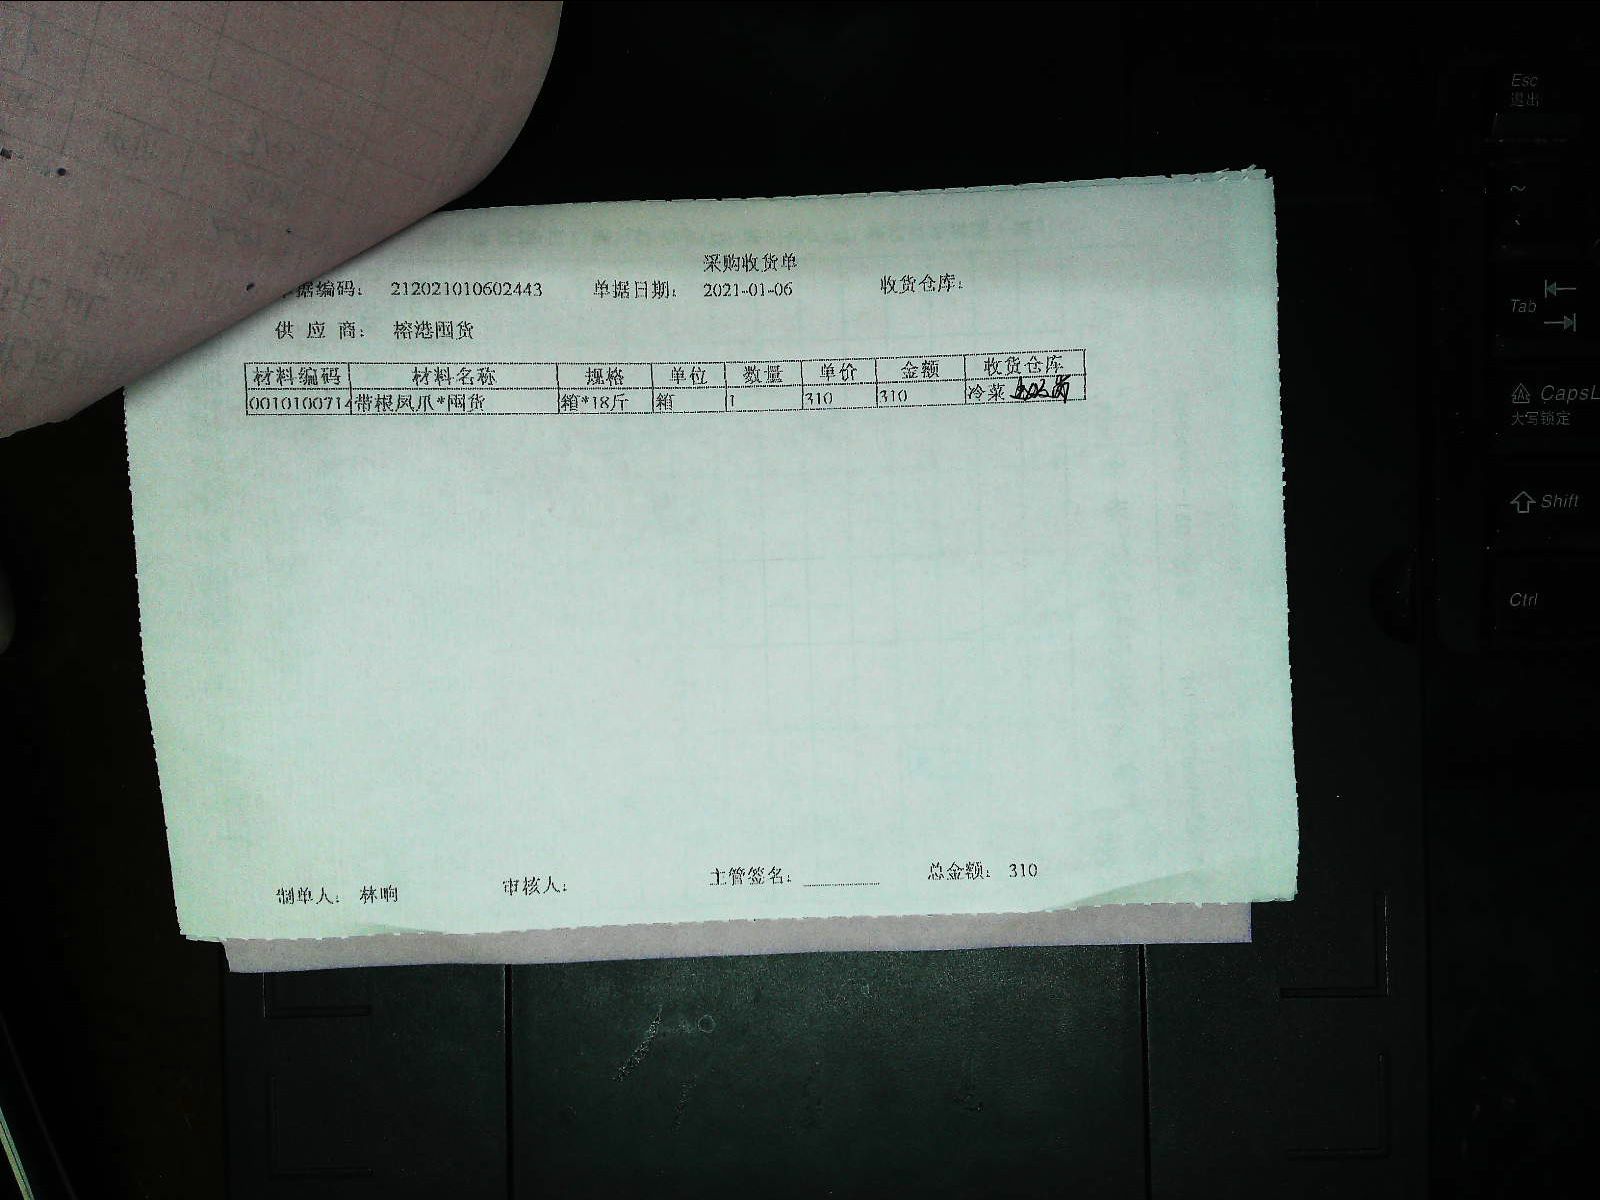 采购收货单
单据编码： 212021010602443 单据日期： 2021-01-06 收货仓库：
供 应 商： 榕港囤货
材料编码 材料名称 规格 单位 数量 单价 金额 收货仓库
0010100714 带根凤爪*囤货 箱*18斤 箱 1 310 310 冷菜
制单人： 林响 审核人： 主管签名： 总金额： 310
Esc
退出
~
Tab
CapsL
大写锁定
Shift
Ctrl